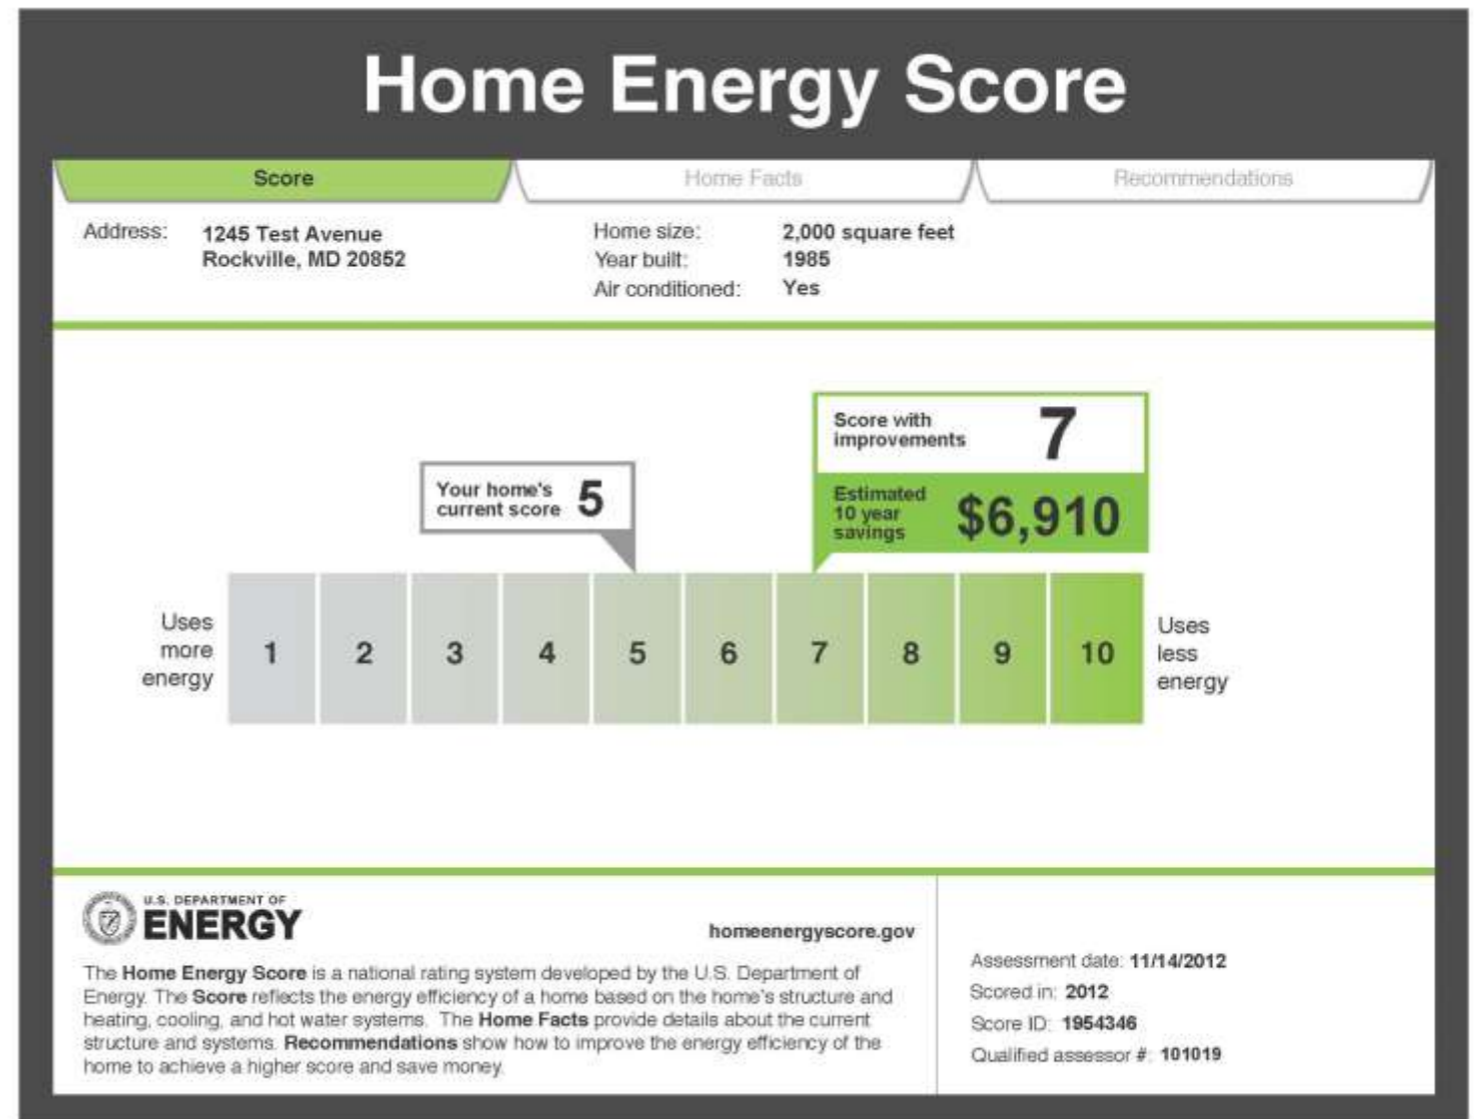 Home Energy Score
Score
Home Facts
Recommendations
Address:
1245 Test Avenue
Rockville, MD 20852
Home size: 2,000 square feet
Year built: 1985
Air conditioned: Yes
Score with
improvements
7
Estimated
10 year
savings
$6,910
Your home's
current score
5
Uses
more
energy
1 2 3 4 5 6 7 8 9 10
Uses
less
energy
U.S. DEPARTMENT OF
ENERGY
homeenergyscore.gov
The Home Energy Score is a national rating system developed by the U.S. Department of
Energy. The Score reflects the energy efficiency of a home based on the home's structure and
heating, cooling, and hot water systems. The Home Facts provide details about the current
structure and systems. Recommendations show how to improve the energy efficiency of the
home to achieve a higher score and save money.
Assessment date: 11/14/2012
Scored in: 2012
Score ID: 1954346
Qualified assessor #: 101019